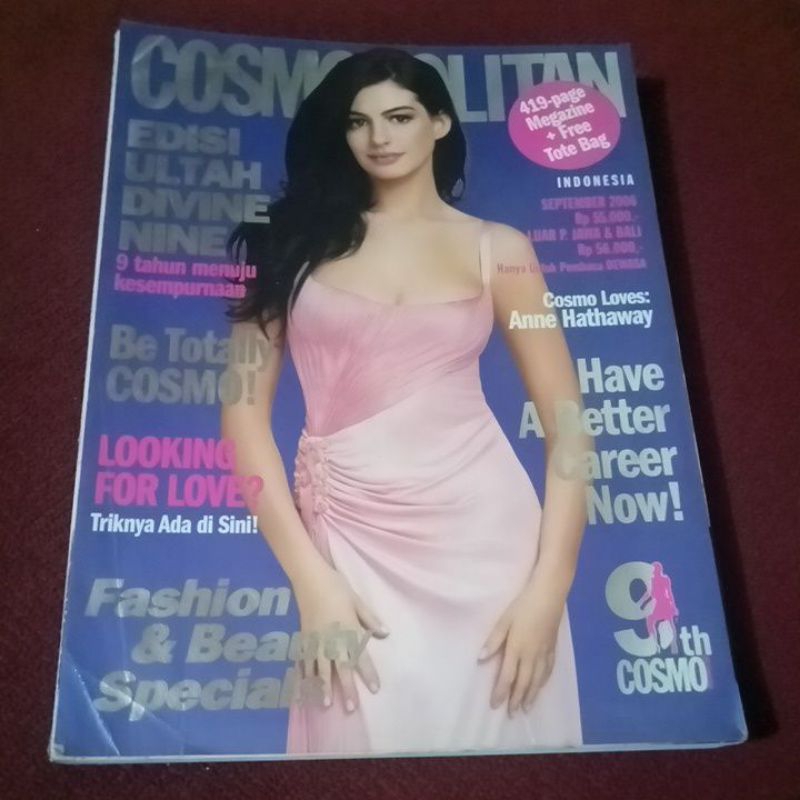 COSMOPOLITAN
419-page
Megazine
+ Free
Tote Bag
EDISI
ULTAH
DIVINE
NINE
9 tahun menuju
kesempurnaan
INDONESIA
SEPTEMBER 2006
Rp 55.000,-
LUAR P. JAWA & BALI
Rp 56.000,-
Hanya Untuk Pembaca DEWASA
Cosmo Loves:
Anne Hathaway
Be Totally
COSMO!
Have
A Better
Career
Now!
LOOKING
FOR LOVE?
Triknya Ada di Sini!
Fashion
& Beauty
Specials
9th
COSMO